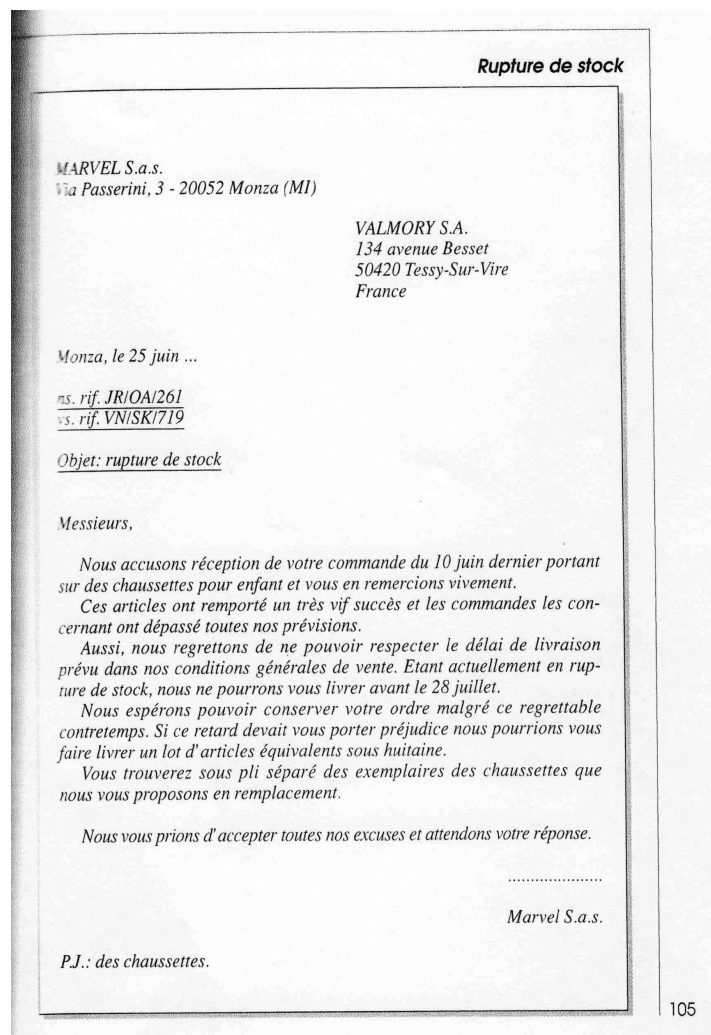 Rupture de stock
MARVEL S.a.s.
Via Passerini, 3 - 20052 Monza (MI)
VALMORY S.A.
134 avenue Besset
50420 Tessy-Sur-Vire
France
Monza, le 25 juin ...
ns. rif. JR/OA/261
vs. rif. VN/SK/719
Objet: rupture de stock
Messieurs,
Nous accusons réception de votre commande du 10 juin dernier portant
sur des chaussettes pour enfant et vous en remercions vivement.
Ces articles ont remporté un très vif succès et les commandes les con-
cernant ont dépassé toutes nos prévisions.
Aussi, nous regrettons de ne pouvoir respecter le délai de livraison
prévu dans nos conditions générales de vente. Etant actuellement en rup-
ture de stock, nous ne pourrons vous livrer avant le 28 juillet.
Nous espérons pouvoir conserver votre ordre malgré ce regrettable
contretemps. Si ce retard devait vous porter préjudice nous pourrions vous
faire livrer un lot d'articles équivalents sous huitaine.
Vous trouverez sous pli séparé des exemplaires des chaussettes que
nous vous proposons en remplacement.
Nous vous prions d'accepter toutes nos excuses et attendons votre réponse.
.....................
Marvel S.a.s.
P.J.: des chaussettes.
105